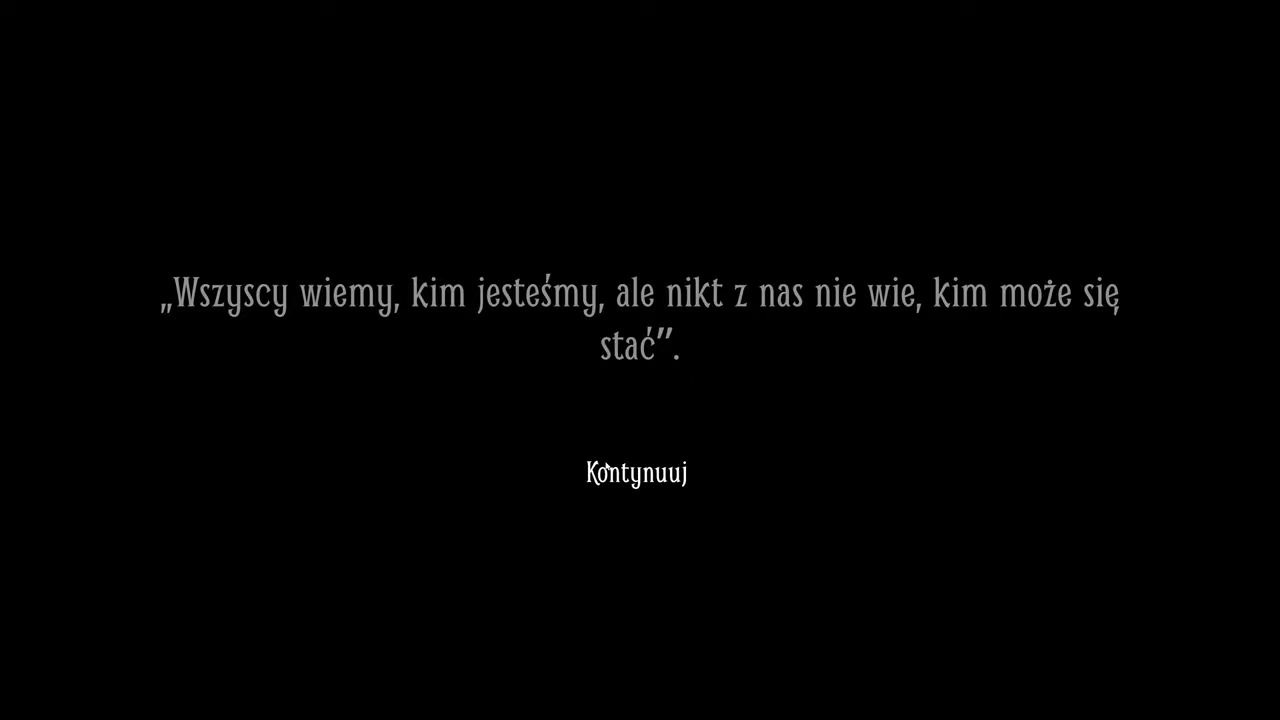 „Wszyscy wiemy, kim jesteśmy, ale nikt z nas nie wie, kim może się
stać”.
Kontynuuj